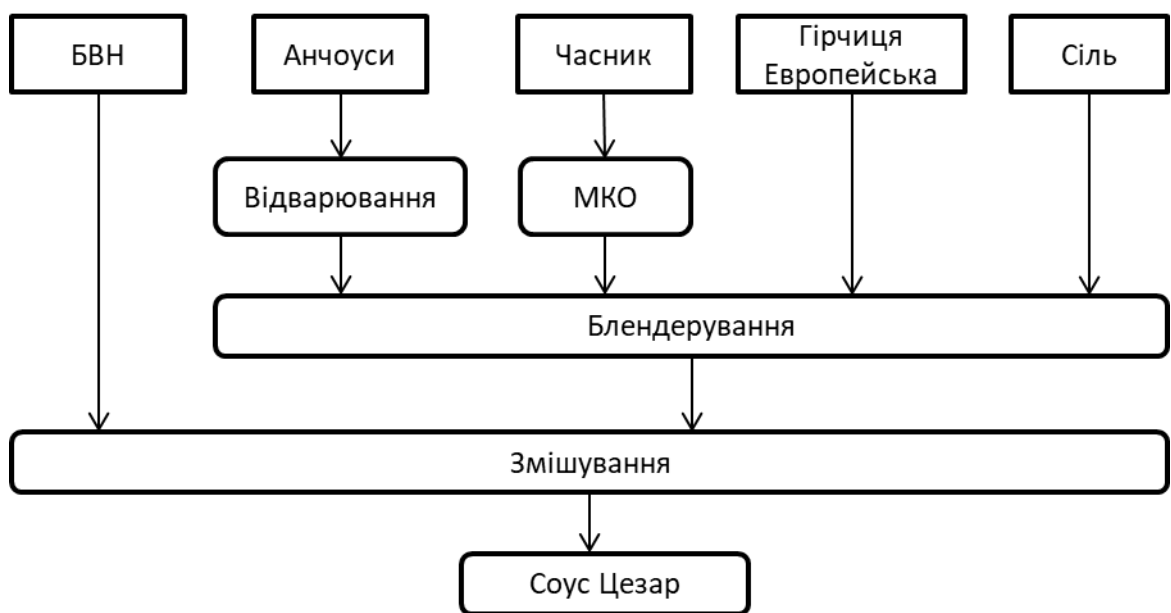 БВН
Анчоуси
Часник
Гірчиця
Европейська
Сіль
Відварювання
МКО
Блендерування
Змішування
Соус Цезар